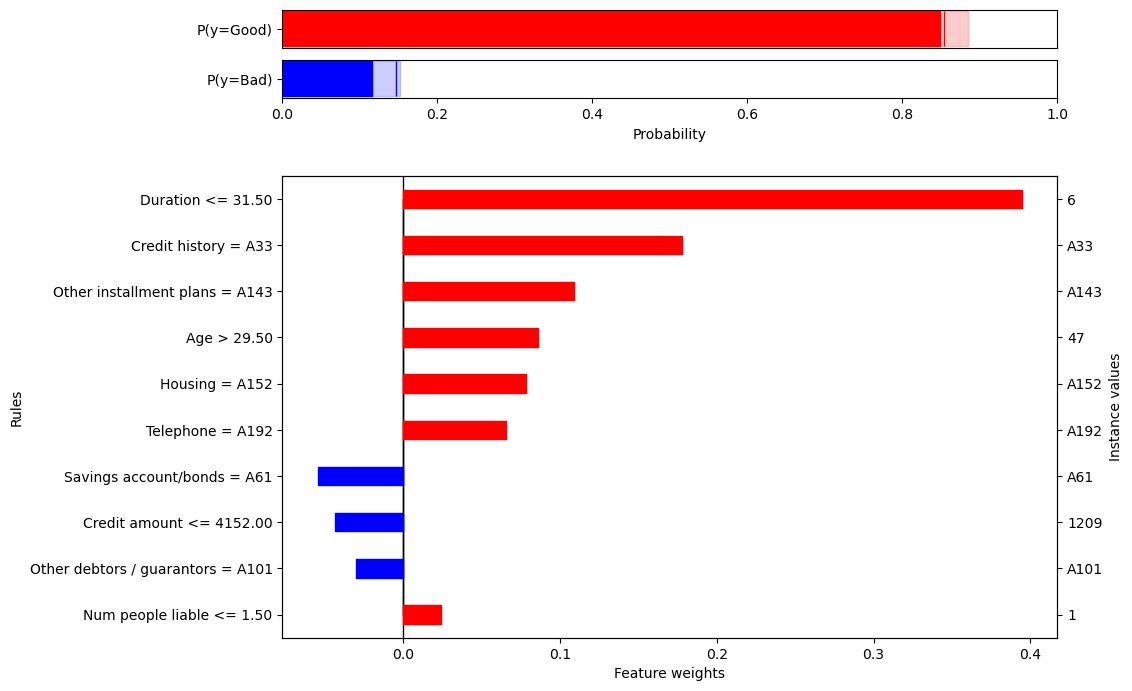 P(y=Good)
P(y=Bad)
0.0 0.2 0.4 0.6 0.8 1.0
Probability
Duration <= 31.50 6
Credit history = A33 A33
Other installment plans = A143 A143
Age > 29.50 47
Housing = A152 A152
Telephone = A192 A192
Savings account/bonds = A61 A61
Credit amount <= 4152.00 1209
Other debtors / guarantors = A101 A101
Num people liable <= 1.50 1
Rules
Instance values
0.0 0.1 0.2 0.3 0.4
Feature weights